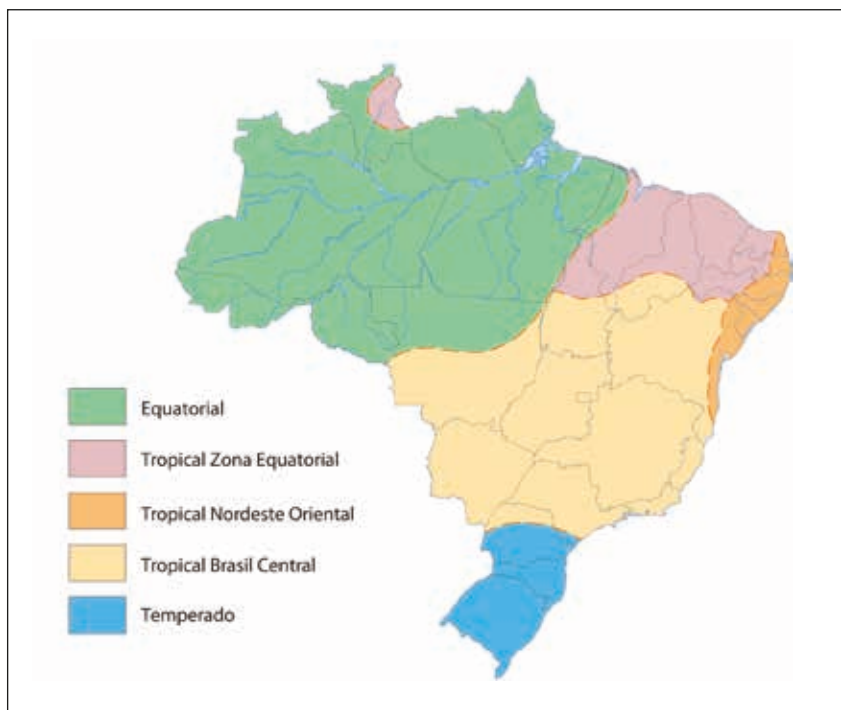 Equatorial
Tropical Zona Equatorial
Tropical Nordeste Oriental
Tropical Brasil Central
Temperado